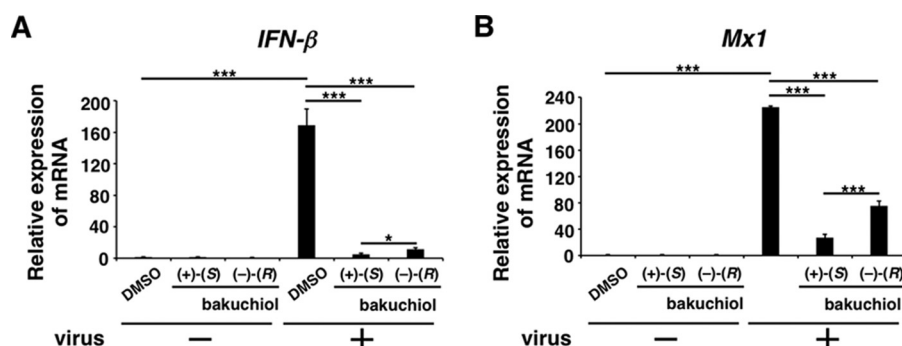 A
IFN-β
***
***
***
200
160
120
80
40
0
*
Relative expression
of mRNA
DMSO
(+)-(S)
(−)-(R)
DMSO
(+)-(S)
(−)-(R)
bakuchiol
bakuchiol
virus
−
+
B
Mx1
***
***
***
240
200
160
120
80
40
0
***
Relative expression
of mRNA
DMSO
(+)-(S)
(−)-(R)
(+)-(S)
(−)-(R)
bakuchiol
bakuchiol
virus
−
+